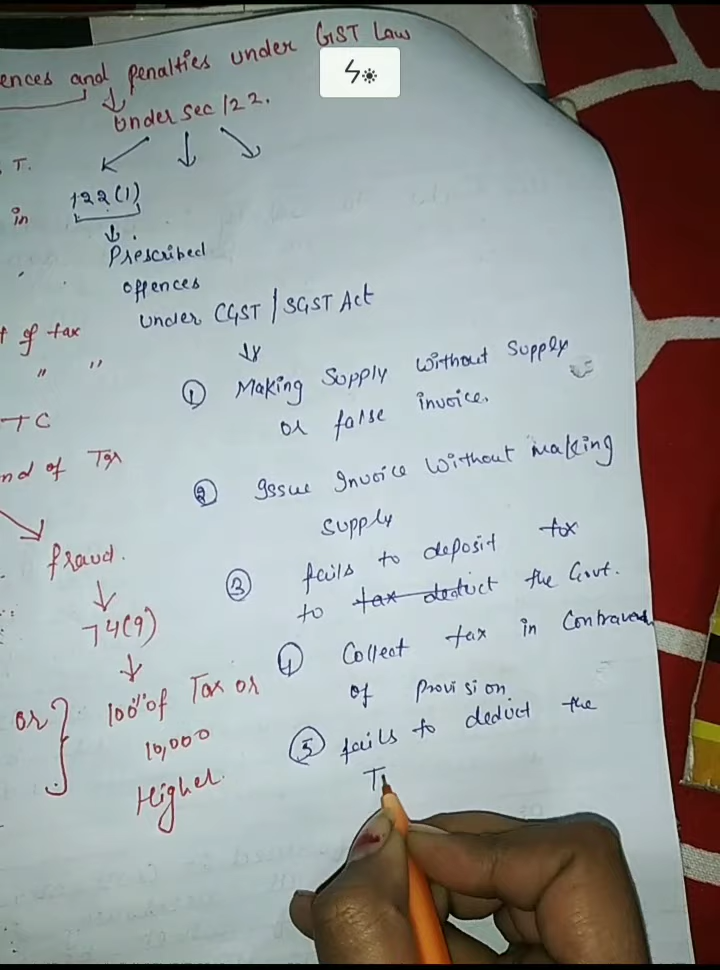 ences and penalties under GST Law
under sec 122.
T.
in
122(1)
Prescribed
offences
under CGST / SGST Act
of tax
" "
TC
nd of Tax
① Making Supply without Supply
or false invoice.
② Issue Invoice without making
supply
③ fails to deposit tax
to tax deduct the Govt.
④ Collect tax in Contraven
of provision
⑤ fails to deduct the
T
fraud.
74(9)
or } 100% of Tax or
10,000
Higher.